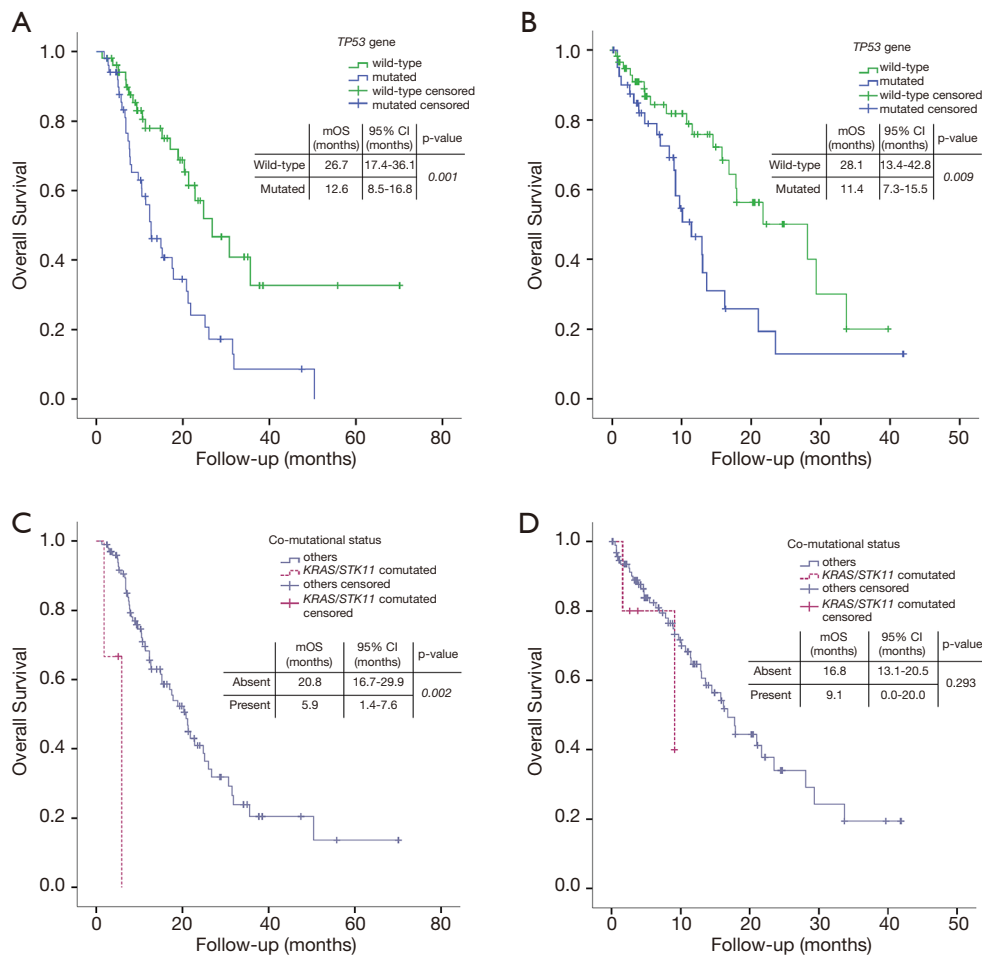 A
TP53 gene
wild-type
mutated
wild-type censored
mutated censored
mOS (months) 95% CI (months) p-value
Wild-type 26.7 17.4-36.1 0.001
Mutated 12.6 8.5-16.8
Overall Survival
1.0
0.8
0.6
0.4
0.2
0.0
0 20 40 60 80
Follow-up (months)
B
TP53 gene
wild-type
mutated
wild-type censored
mutated censored
mOS (months) 95% CI (months) p-value
Wild-type 28.1 13.4-42.8 0.009
Mutated 11.4 7.3-15.5
Overall Survival
1.0
0.8
0.6
0.4
0.2
0.0
0 10 20 30 40 50
Follow-up (months)
C
Co-mutational status
others
KRAS/STK11 comutated
others censored
KRAS/STK11 comutated
censored
mOS (months) 95% CI (months) p-value
Absent 20.8 16.7-29.9 0.002
Present 5.9 1.4-7.6
Overall Survival
1.0
0.8
0.6
0.4
0.2
0.0
0 20 40 60 80
Follow-up (months)
D
Co-mutational status
others
KRAS/STK11 comutated
others censored
KRAS/STK11 comutated
censored
mOS (months) 95% CI (months) p-value
Absent 16.8 13.1-20.5 0.293
Present 9.1 0.0-20.0
Overall Survival
1.0
0.8
0.6
0.4
0.2
0.0
0 10 20 30 40 50
Follow-up (months)